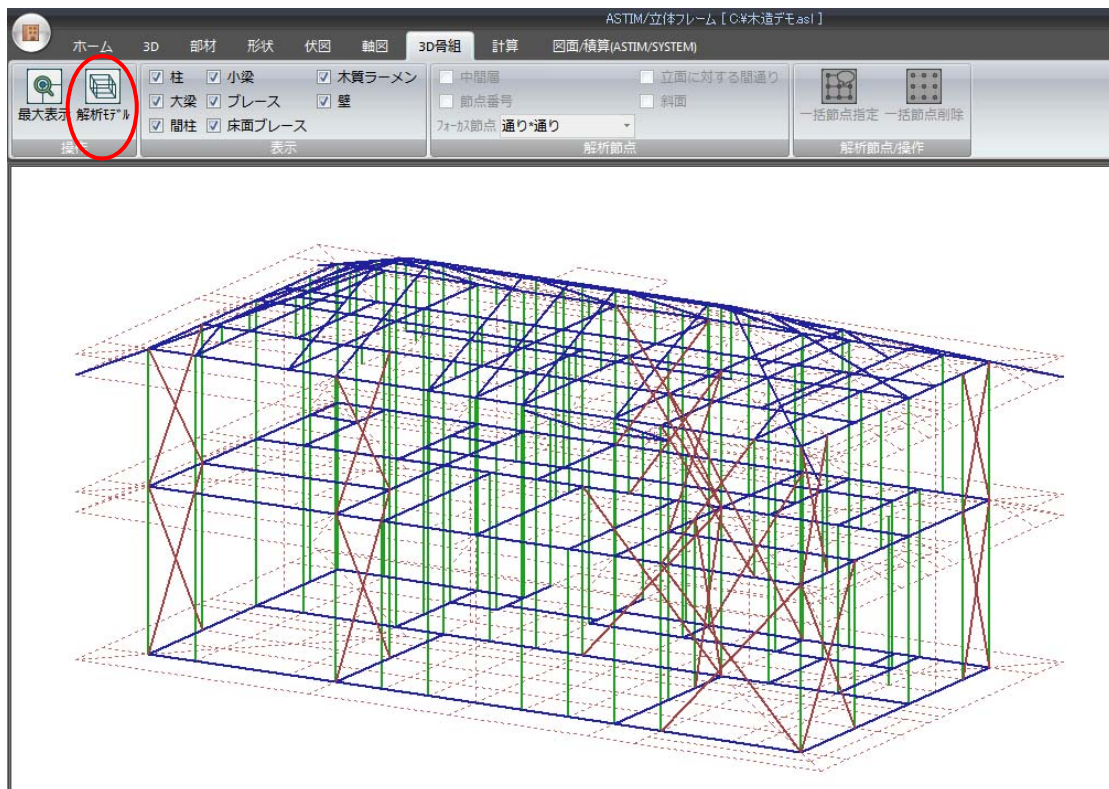 ASTIM/立体フレーム [ C:¥木造デモ.asl ]
ホーム 3D 部材 形状 伏図 軸図 3D骨組 計算 図面/積算(ASTIM/SYSTEM)
柱 小梁 木質ラーメン 中間層 立面に対する間通り
大梁 ブレース 壁 節点番号 斜面
最大表示 解析ﾓﾃﾞﾙ 間柱 床面ブレース ﾌｫｰｶｽ節点 通り*通り 一括節点指定 一括節点削除
操作 表示 解析節点 解析節点/操作